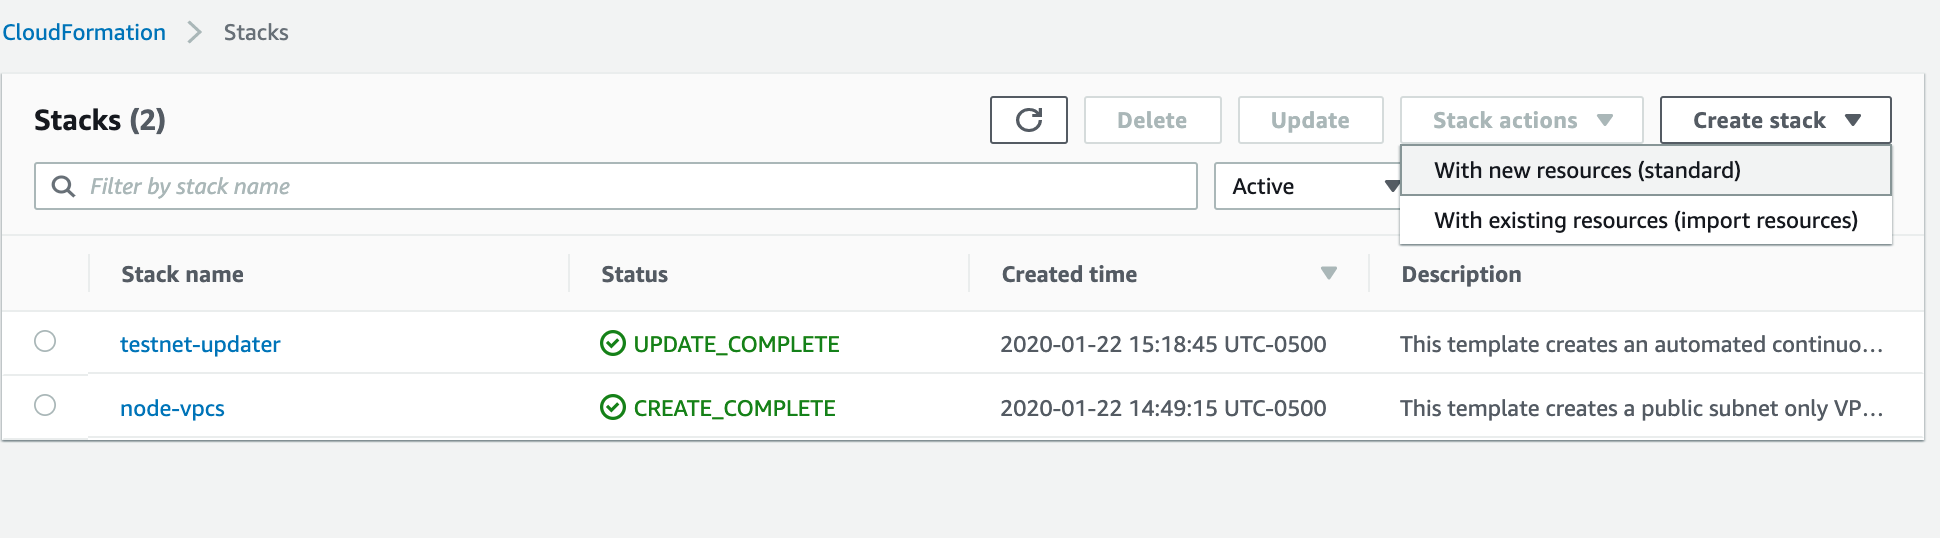 CloudFormation > Stacks
Stacks (2)
Delete
Update
Stack actions
Create stack
With new resources (standard)
With existing resources (import resources)
Filter by stack name
Active
Stack name Status Created time Description
testnet-updater UPDATE_COMPLETE 2020-01-22 15:18:45 UTC-0500 This template creates an automated continuo...
node-vpcs CREATE_COMPLETE 2020-01-22 14:49:15 UTC-0500 This template creates a public subnet only VP...